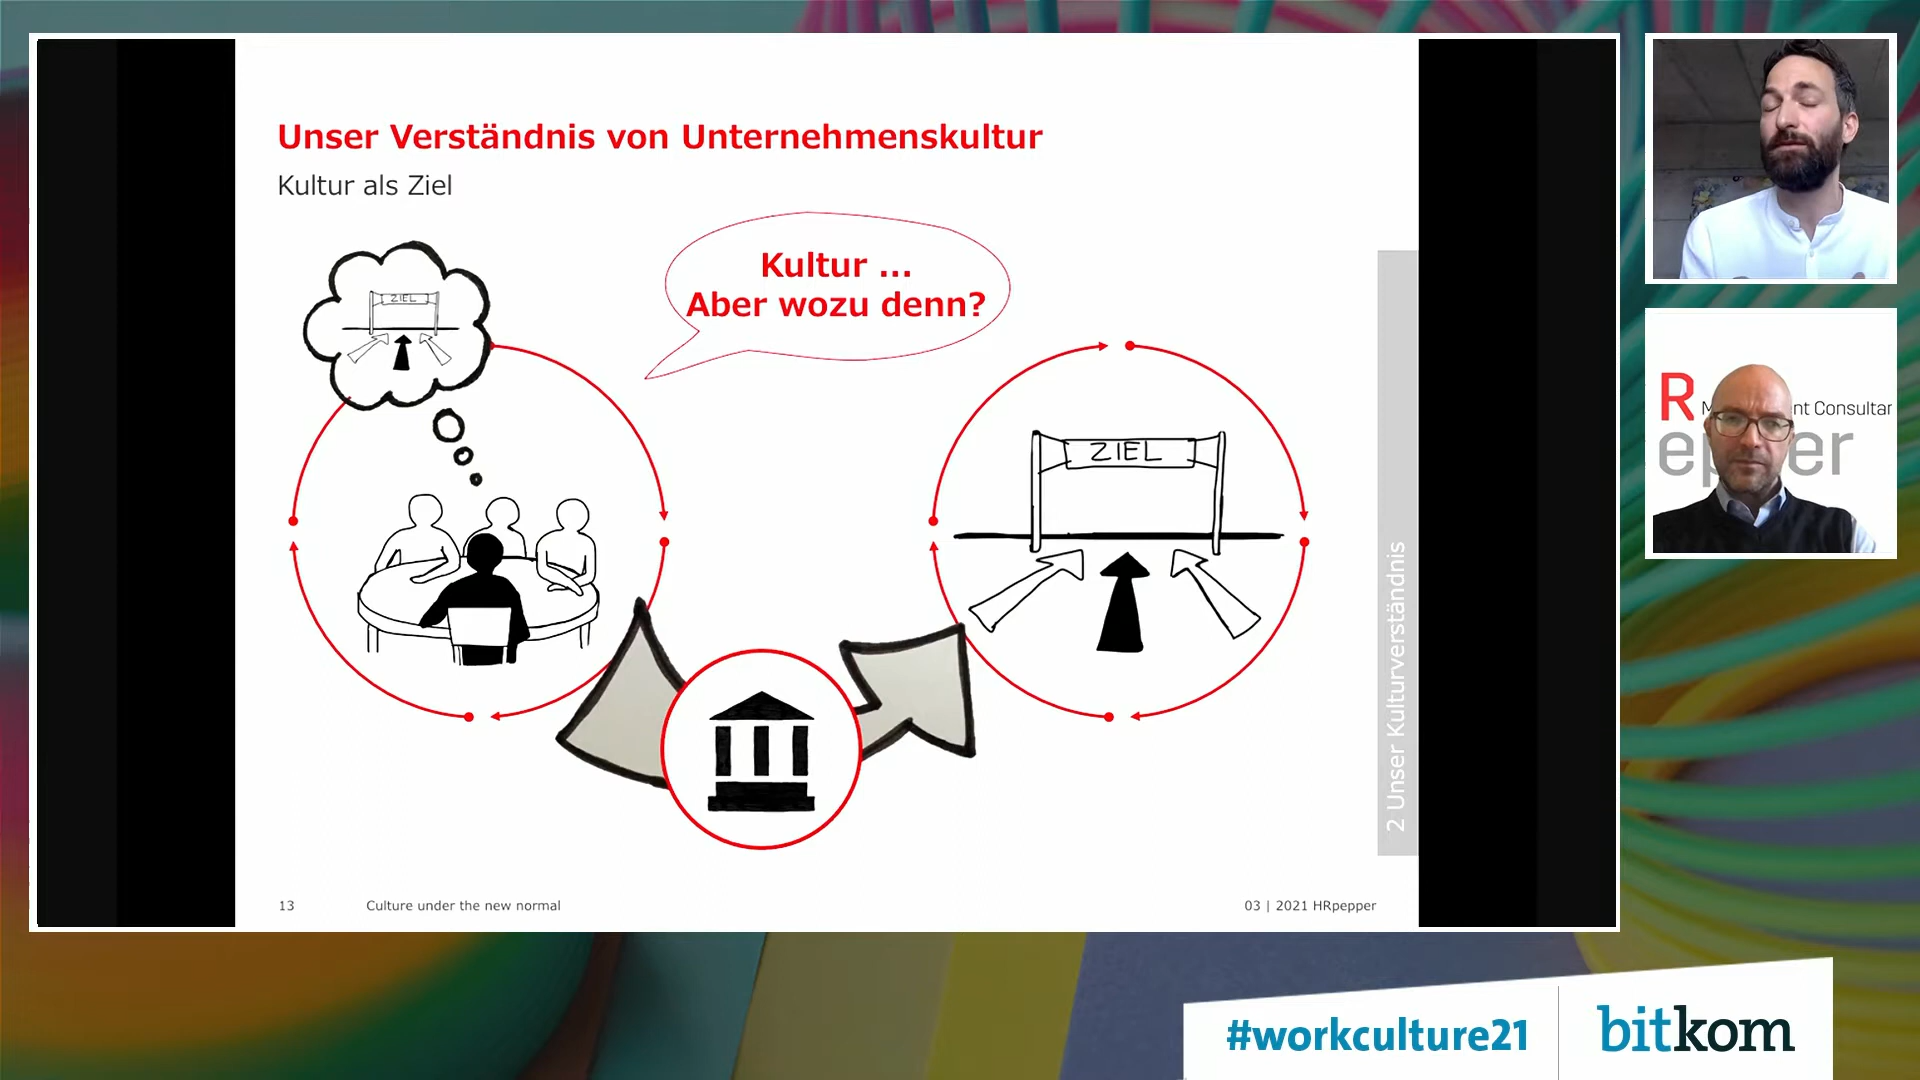 Unser Verständnis von Unternehmenskultur
Kultur als Ziel
Kultur ...
Aber wozu denn?
ZIEL
ZIEL
2 Unser Kulturverständnis
13
Culture under the new normal
03 | 2021 HRpepper
nt Consultan
#workculture21
bitkom